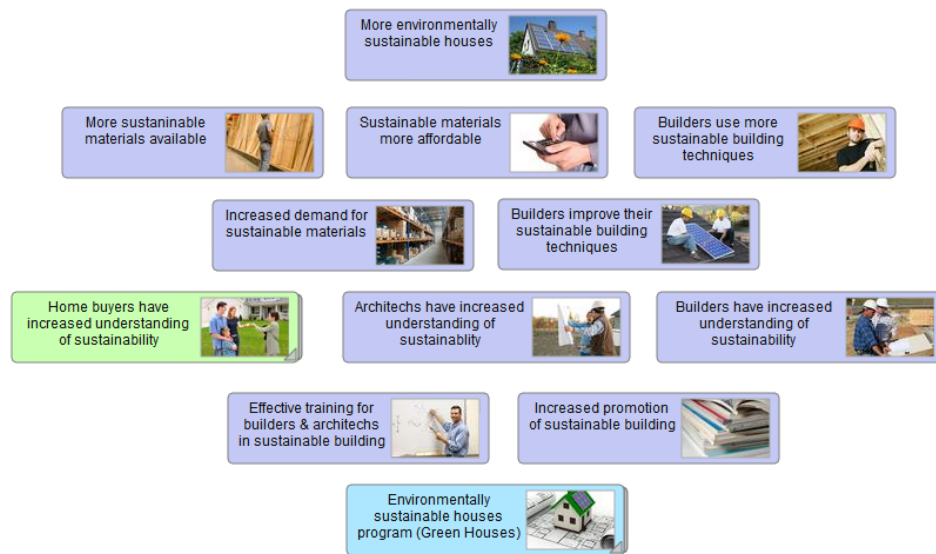 More environmentally
sustainable houses
More sustaninable
materials available
Sustainable materials
more affordable
Builders use more
sustainable building
techniques
Increased demand for
sustainable materials
Builders improve their
sustainable building
techniques
Home buyers have
increased understanding
of sustainability
Architechs have increased
understanding of
sustainablity
Builders have increased
understanding of
sustainability
Effective training for
builders & architechs
in sustainable building
Increased promotion
of sustainable building
Environmentally
sustainable houses
program (Green Houses)